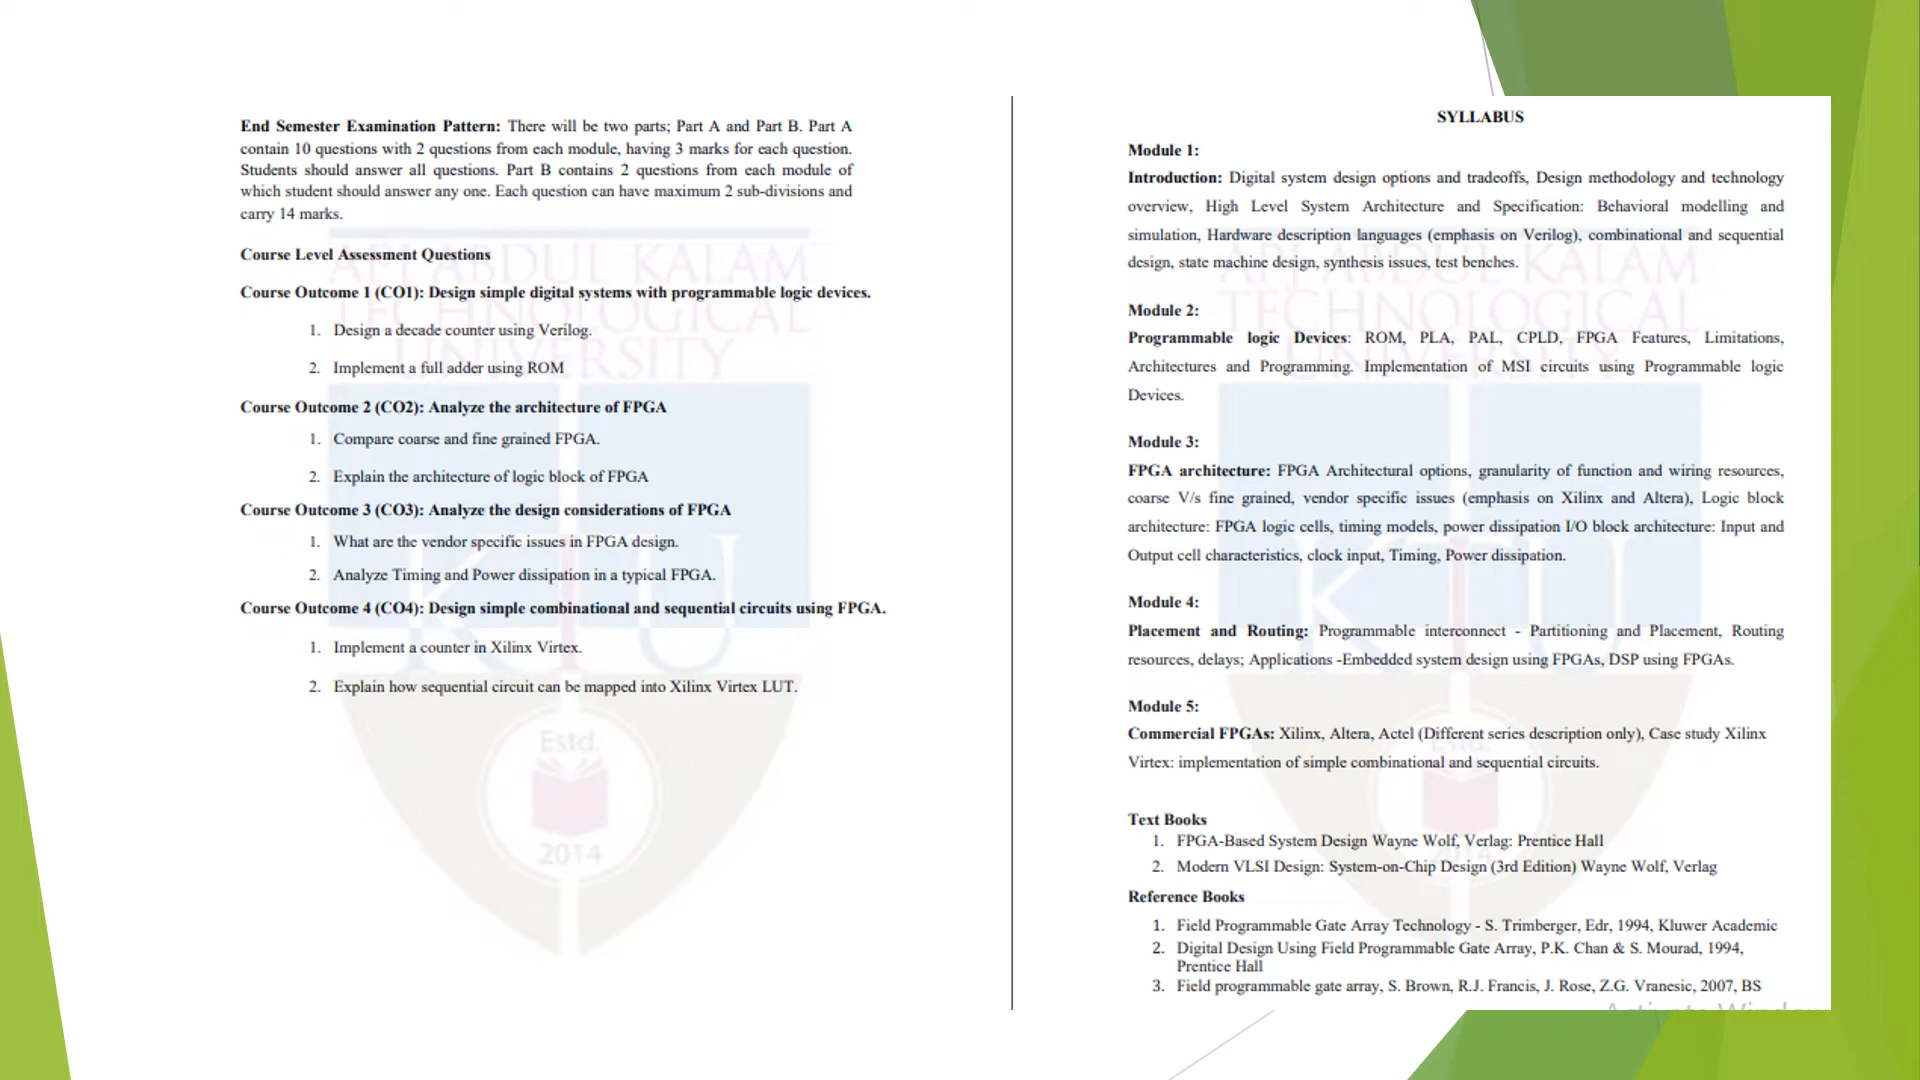 End Semester Examination Pattern: There will be two parts; Part A and Part B. Part A
contain 10 questions with 2 questions from each module, having 3 marks for each question.
Students should answer all questions. Part B contains 2 questions from each module of
which student should answer any one. Each question can have maximum 2 sub-divisions and
carry 14 marks.
Course Level Assessment Questions
Course Outcome 1 (CO1): Design simple digital systems with programmable logic devices.
1. Design a decade counter using Verilog.
2. Implement a full adder using ROM
Course Outcome 2 (CO2): Analyze the architecture of FPGA
1. Compare coarse and fine grained FPGA.
2. Explain the architecture of logic block of FPGA
Course Outcome 3 (CO3): Analyze the design considerations of FPGA
1. What are the vendor specific issues in FPGA design.
2. Analyze Timing and Power dissipation in a typical FPGA.
Course Outcome 4 (CO4): Design simple combinational and sequential circuits using FPGA.
1. Implement a counter in Xilinx Virtex.
2. Explain how sequential circuit can be mapped into Xilinx Virtex LUT.
APJ ABDUL KALAM
TECHNOLOGICAL
UNIVERSITY
KTU
Estd.
2014
SYLLABUS
Module 1:
Introduction: Digital system design options and tradeoffs, Design methodology and technology
overview, High Level System Architecture and Specification: Behavioral modelling and
simulation, Hardware description languages (emphasis on Verilog), combinational and sequential
design, state machine design, synthesis issues, test benches.
Module 2:
Programmable logic Devices: ROM, PLA, PAL, CPLD, FPGA Features, Limitations,
Architectures and Programming. Implementation of MSI circuits using Programmable logic
Devices.
Module 3:
FPGA architecture: FPGA Architectural options, granularity of function and wiring resources,
coarse V/s fine grained, vendor specific issues (emphasis on Xilinx and Altera), Logic block
architecture: FPGA logic cells, timing models, power dissipation I/O block architecture: Input and
Output cell characteristics, clock input, Timing, Power dissipation.
Module 4:
Placement and Routing: Programmable interconnect - Partitioning and Placement, Routing
resources, delays; Applications -Embedded system design using FPGAs, DSP using FPGAs.
Module 5:
Commercial FPGAs: Xilinx, Altera, Actel (Different series description only), Case study Xilinx
Virtex: implementation of simple combinational and sequential circuits.
Text Books
1. FPGA-Based System Design Wayne Wolf, Verlag: Prentice Hall
2. Modern VLSI Design: System-on-Chip Design (3rd Edition) Wayne Wolf, Verlag
Reference Books
1. Field Programmable Gate Array Technology - S. Trimberger, Edr, 1994, Kluwer Academic
2. Digital Design Using Field Programmable Gate Array, P.K. Chan & S. Mourad, 1994,
Prentice Hall
3. Field programmable gate array, S. Brown, R.J. Francis, J. Rose, Z.G. Vranesic, 2007, BS
APJ ABDUL KALAM
TECHNOLOGICAL
UNIVERSITY
KTU
Estd.
2014